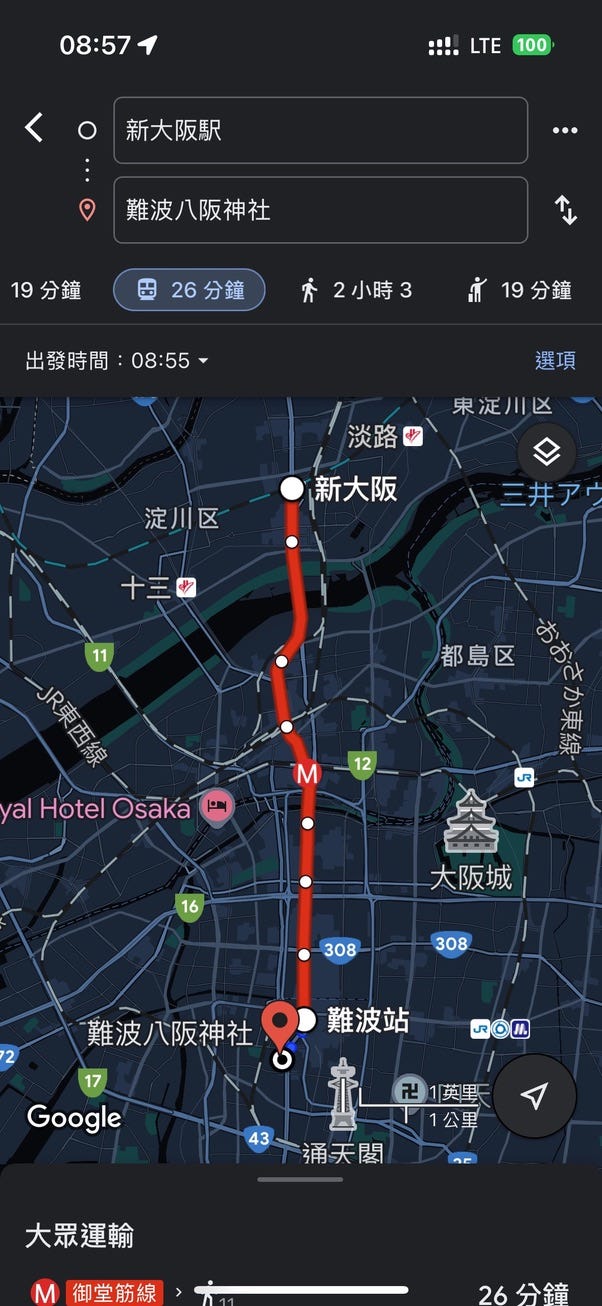 08:57 LTE 100
新大阪駅
難波八阪神社
19 分鐘 26 分鐘 2 小時 3 19 分鐘
出發時間：08:55 選項
東淀川区
淡路
新大阪
三井アウ
淀川区
十三
11
都島区
おおさか東線
JR東西線
M 12
JR
yal Hotel Osaka
大阪城
16
308 308
難波站
難波八阪神社
JR
72
17
卍 1英里
1 公里
天
Google
43
通天閣
25
大眾運輸
M 御堂筋線 › 11 26 分鐘